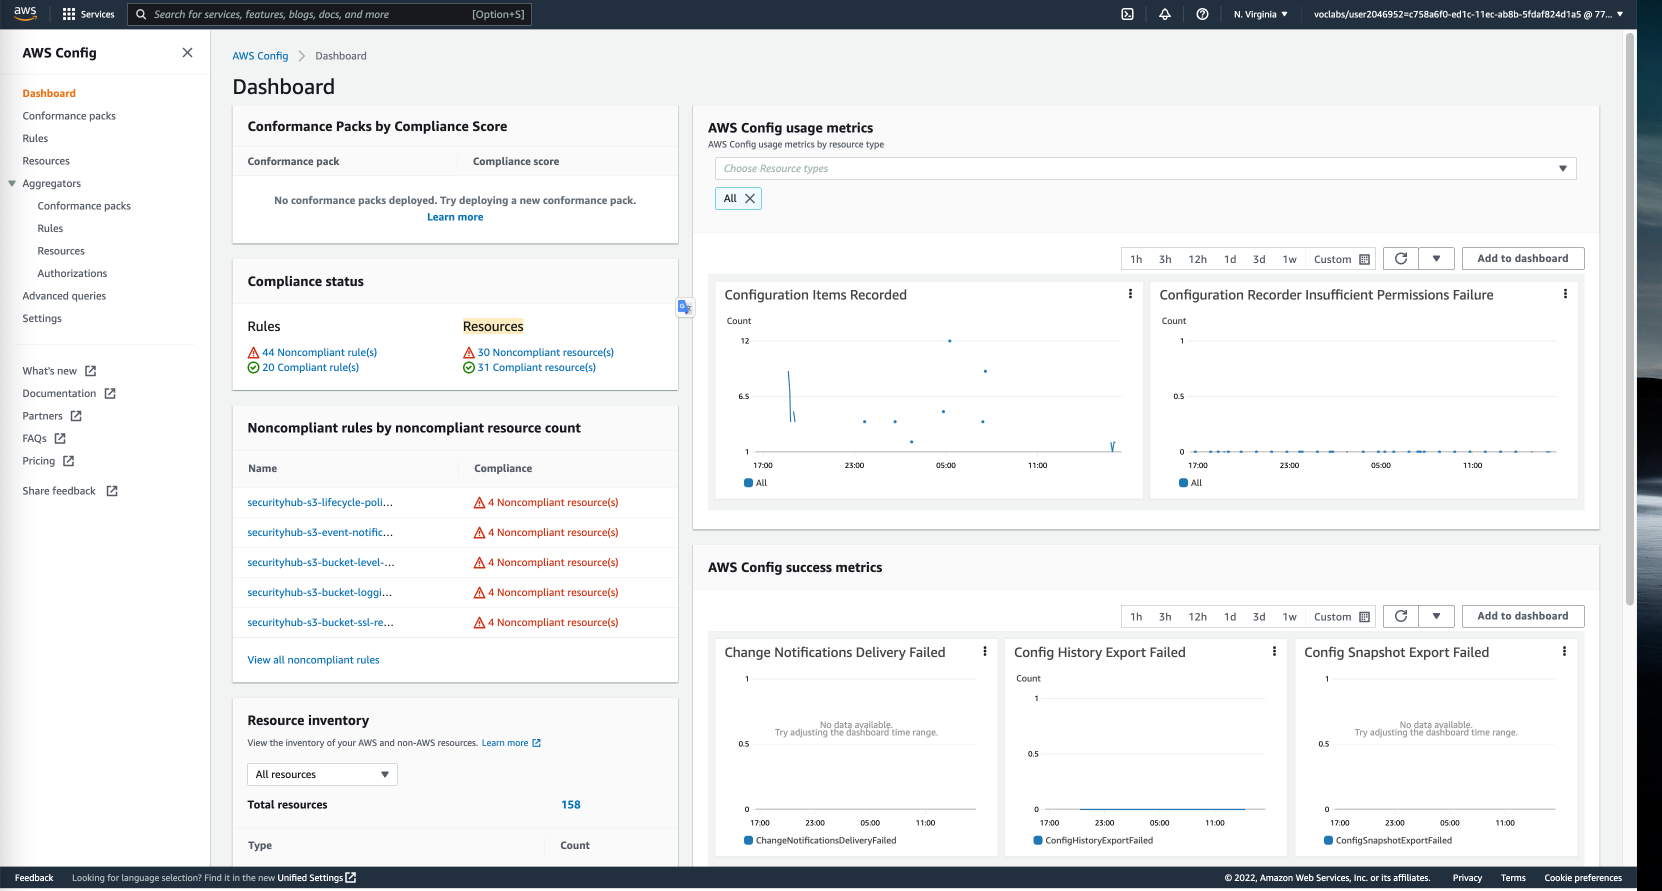 aws
Services
Search for services, features, blogs, docs, and more
[Option+S]
N. Virginia
voclabs/user2046952=c758a6f0-ed1c-11ec-ab8b-5fdaf824d1a5 @ 77...
AWS Config
Dashboard
Conformance packs
Rules
Resources
Aggregators
Conformance packs
Rules
Resources
Authorizations
Advanced queries
Settings
What's new
Documentation
Partners
FAQs
Pricing
Share feedback
AWS Config > Dashboard
Dashboard
Conformance Packs by Compliance Score
Conformance pack
Compliance score
No conformance packs deployed. Try deploying a new conformance pack.
Learn more
Compliance status
Rules
44 Noncompliant rule(s)
20 Compliant rule(s)
Resources
30 Noncompliant resource(s)
31 Compliant resource(s)
Noncompliant rules by noncompliant resource count
Name
Compliance
securityhub-s3-lifecycle-poli...
4 Noncompliant resource(s)
securityhub-s3-event-notific...
4 Noncompliant resource(s)
securityhub-s3-bucket-level-...
4 Noncompliant resource(s)
securityhub-s3-bucket-loggi...
4 Noncompliant resource(s)
securityhub-s3-bucket-ssl-re...
4 Noncompliant resource(s)
View all noncompliant rules
Resource inventory
View the inventory of your AWS and non-AWS resources. Learn more
All resources
Total resources
158
Type
Count
AWS Config usage metrics
AWS Config usage metrics by resource type
Choose Resource types
All
1h 3h 12h 1d 3d 1w Custom
Add to dashboard
Configuration Items Recorded
Count
12
6.5
1
17:00 23:00 05:00 11:00
All
Configuration Recorder Insufficient Permissions Failure
Count
1
0.5
0
17:00 23:00 05:00 11:00
All
AWS Config success metrics
1h 3h 12h 1d 3d 1w Custom
Add to dashboard
Change Notifications Delivery Failed
1
No data available.
Try adjusting the dashboard time range.
0.5
0
17:00 23:00 05:00 11:00
ChangeNotificationsDeliveryFailed
Config History Export Failed
Count
1
0.5
0
17:00 23:00 05:00 11:00
ConfigHistoryExportFailed
Config Snapshot Export Failed
1
No data available.
Try adjusting the dashboard time range.
0.5
0
17:00 23:00 05:00 11:00
ConfigSnapshotExportFailed
Feedback
Looking for language selection? Find it in the new Unified Settings
© 2022, Amazon Web Services, Inc. or its affiliates.
Privacy
Terms
Cookie preferences